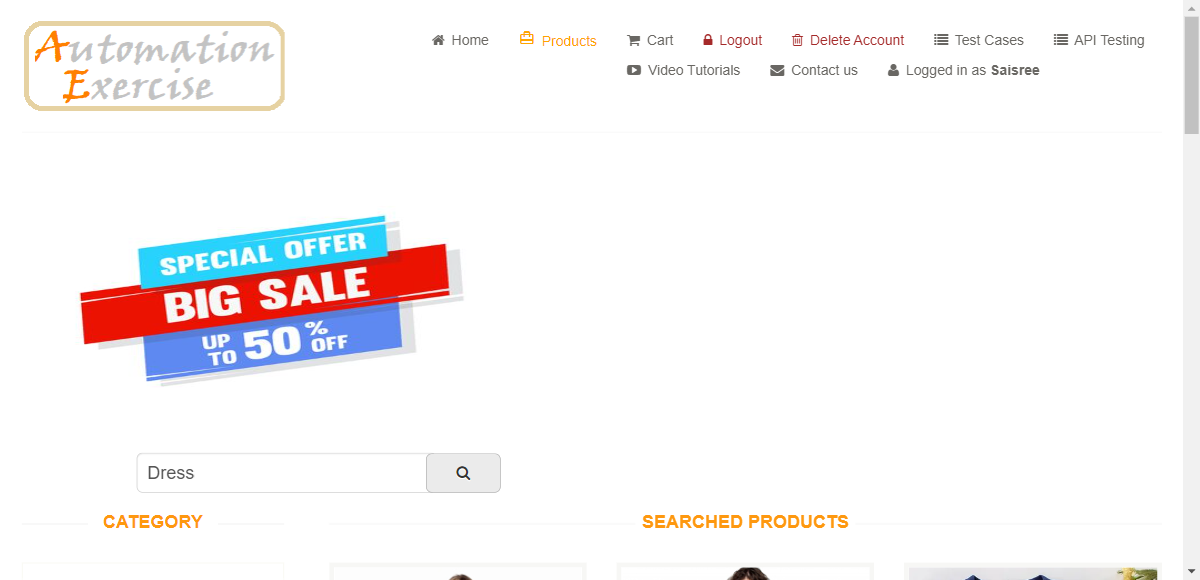 Automation
Exercise
Home Products Cart Logout Delete Account Test Cases API Testing
Video Tutorials Contact us Logged in as Saisree
SPECIAL OFFER
BIG SALE
UP TO 50% OFF
Dress
CATEGORY
SEARCHED PRODUCTS